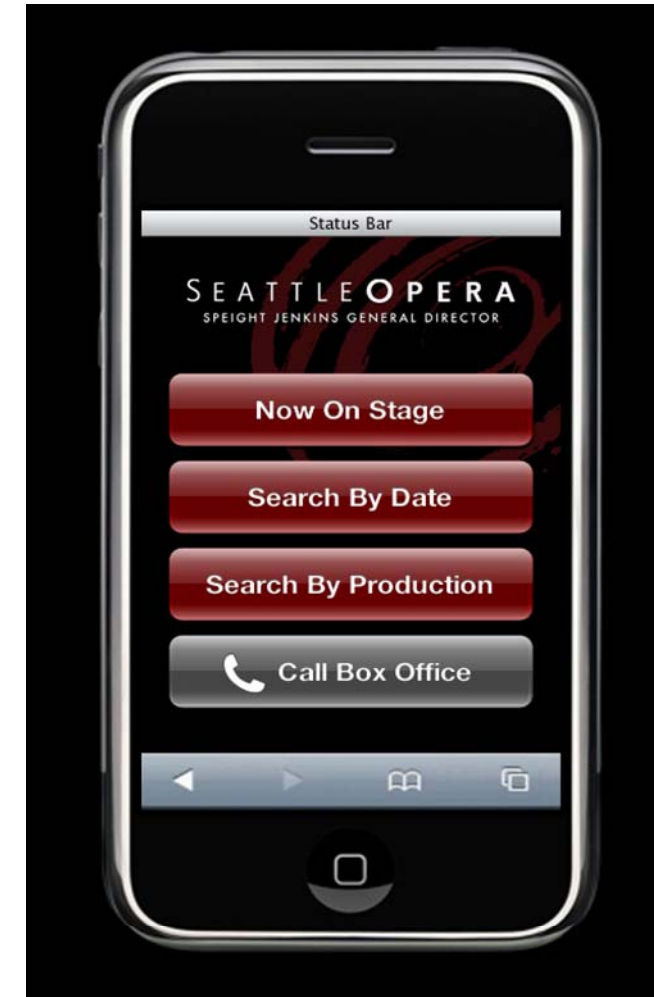 Status Bar
SEATTLEOPERA
SPEIGHT JENKINS GENERAL DIRECTOR
Now On Stage
Search By Date
Search By Production
Call Box Office